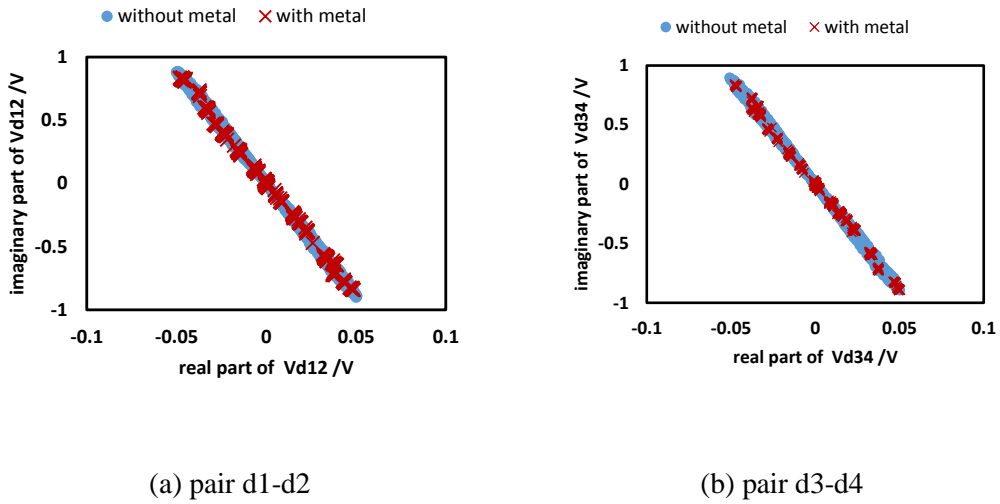 without metal with metal
1
0.5
0
-0.5
-1
-0.1 -0.05 0 0.05 0.1
imaginary part of Vd12 /V
real part of Vd12 /V
(a) pair d1-d2
without metal with metal
1
0.5
0
-0.5
-1
-0.1 -0.05 0 0.05 0.1
imaginary part of Vd34 /V
real part of Vd34 /V
(b) pair d3-d4